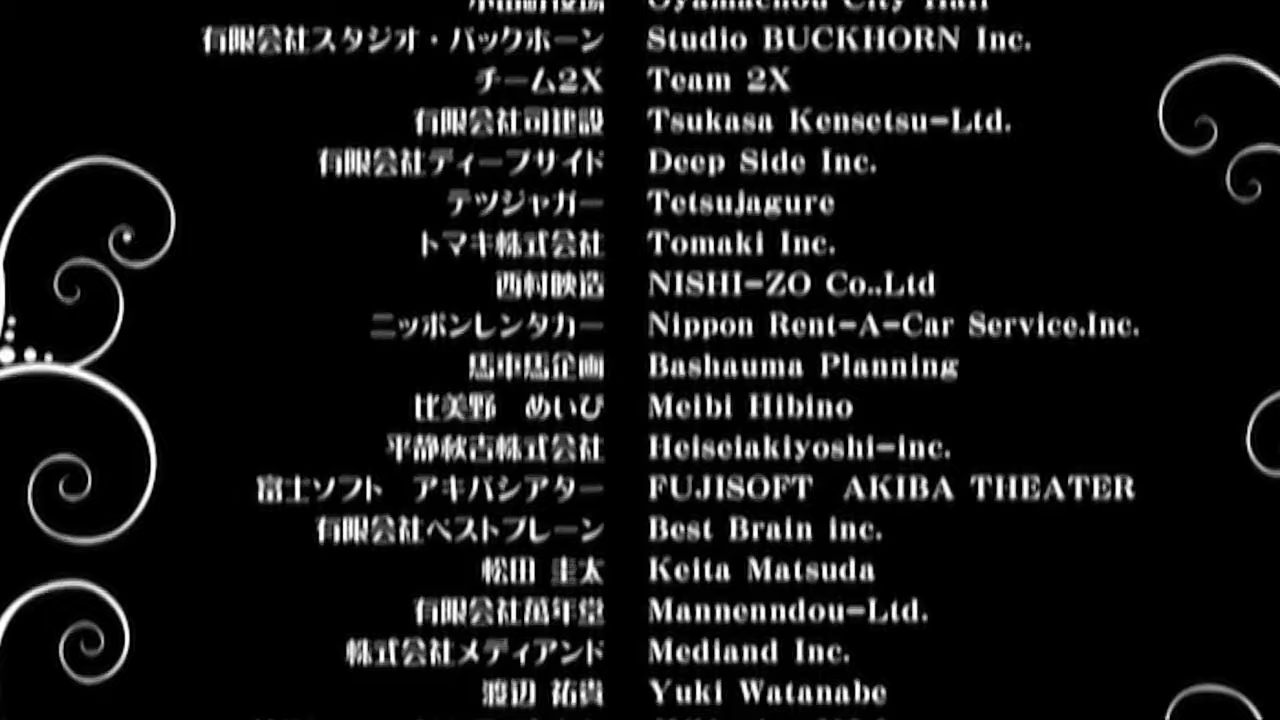 小山町役場 Oyamachou City Hall
有限会社スタジオ・バックホーン Studio BUCKHORN Inc.
チーム2X Team 2X
有限会社司建設 Tsukasa Kensetsu-Ltd.
有限会社ディープサイド Deep Side Inc.
テツジャガー Tetsujagure
トマキ株式会社 Tomaki Inc.
西村映造 NISHI-ZO Co.,Ltd
ニッポンレンタカー Nippon Rent-A-Car Service.Inc.
馬車馬企画 Bashauma Planning
比美野 めいび Meibi Hibino
平静秋吉株式会社 Heiseiakiyoshi-inc.
富士ソフト アキバシアター FUJISOFT AKIBA THEATER
有限会社ベストブレーン Best Brain inc.
松田 圭太 Keita Matsuda
有限会社萬年堂 Mannenndou-Ltd.
株式会社メディアンド Mediand Inc.
渡辺 祐貴 Yuki Watanabe